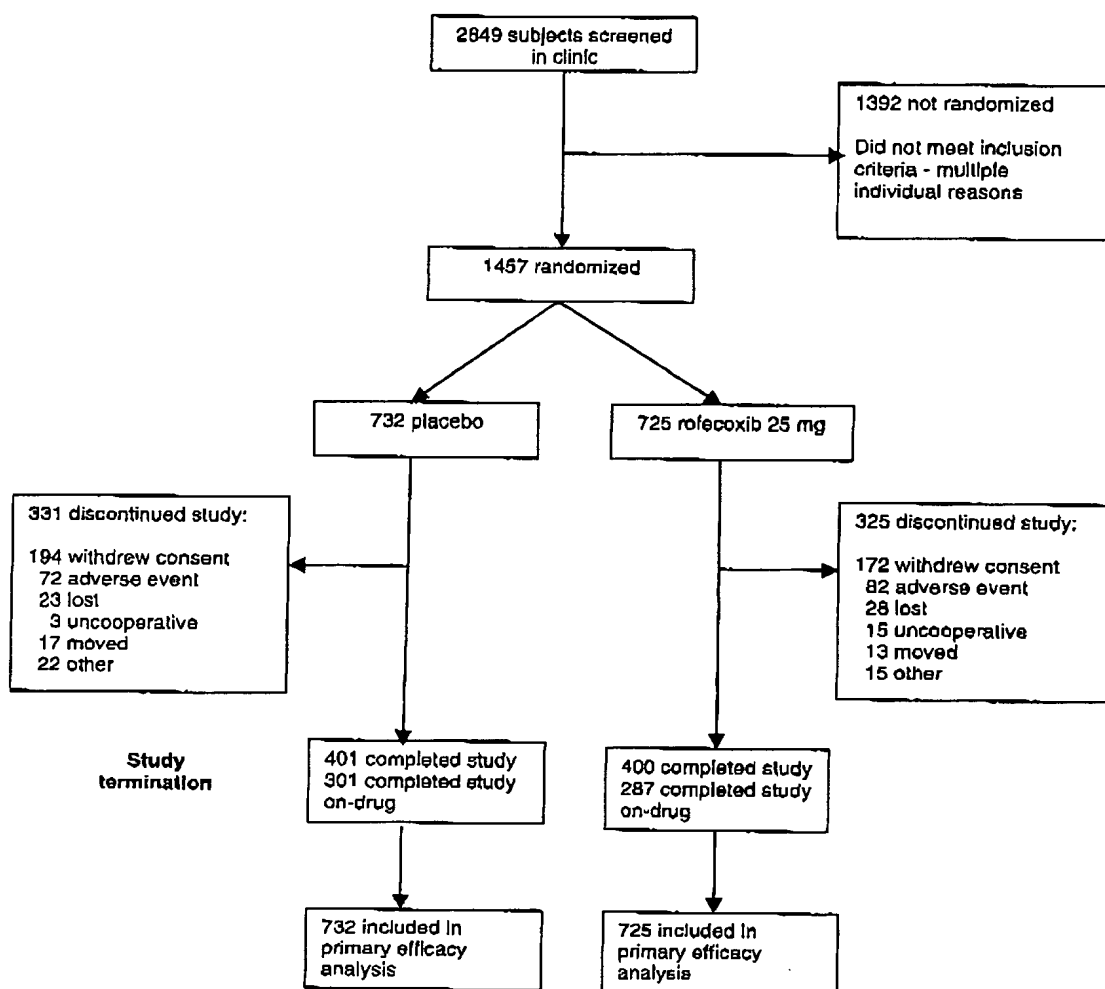 2849 subjects screened
in clinic
1392 not randomized
Did not meet inclusion
criteria - multiple
individual reasons
1457 randomized
732 placebo
725 rofecoxib 25 mg
331 discontinued study:
194 withdrew consent
72 adverse event
23 lost
3 uncooperative
17 moved
22 other
325 discontinued study:
172 withdrew consent
82 adverse event
28 lost
15 uncooperative
13 moved
15 other
Study
termination
401 completed study
301 completed study
on-drug
400 completed study
287 completed study
on-drug
732 included in
primary efficacy
analysis
725 included in
primary efficacy
analysis